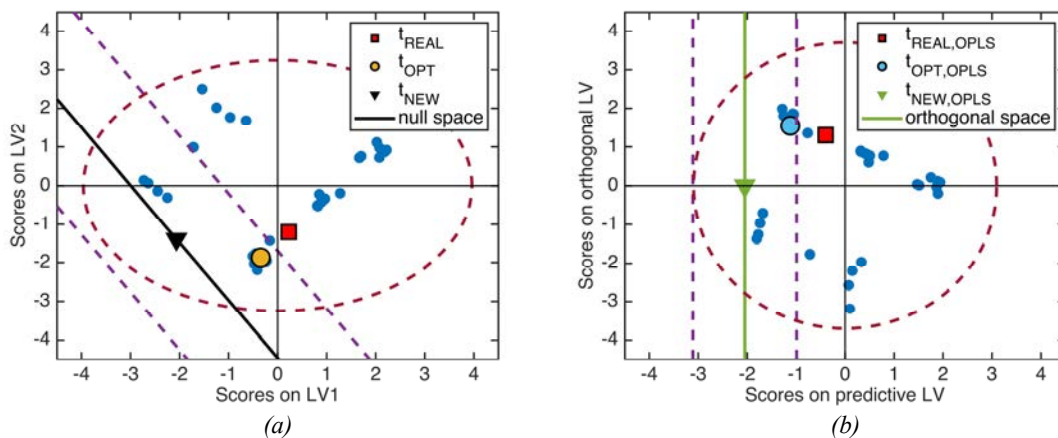 4
3
2
1
0
-1
-2
-3
-4
Scores on LV2
t_REAL
t_OPT
t_NEW
null space
-4 -3 -2 -1 0 1 2 3 4
Scores on LV1
(a)
4
3
2
1
0
-1
-2
-3
-4
Scores on orthogonal LV
t_REAL,OPLS
t_OPT,OPLS
t_NEW,OPLS
orthogonal space
-4 -3 -2 -1 0 1 2 3 4
Scores on predictive LV
(b)